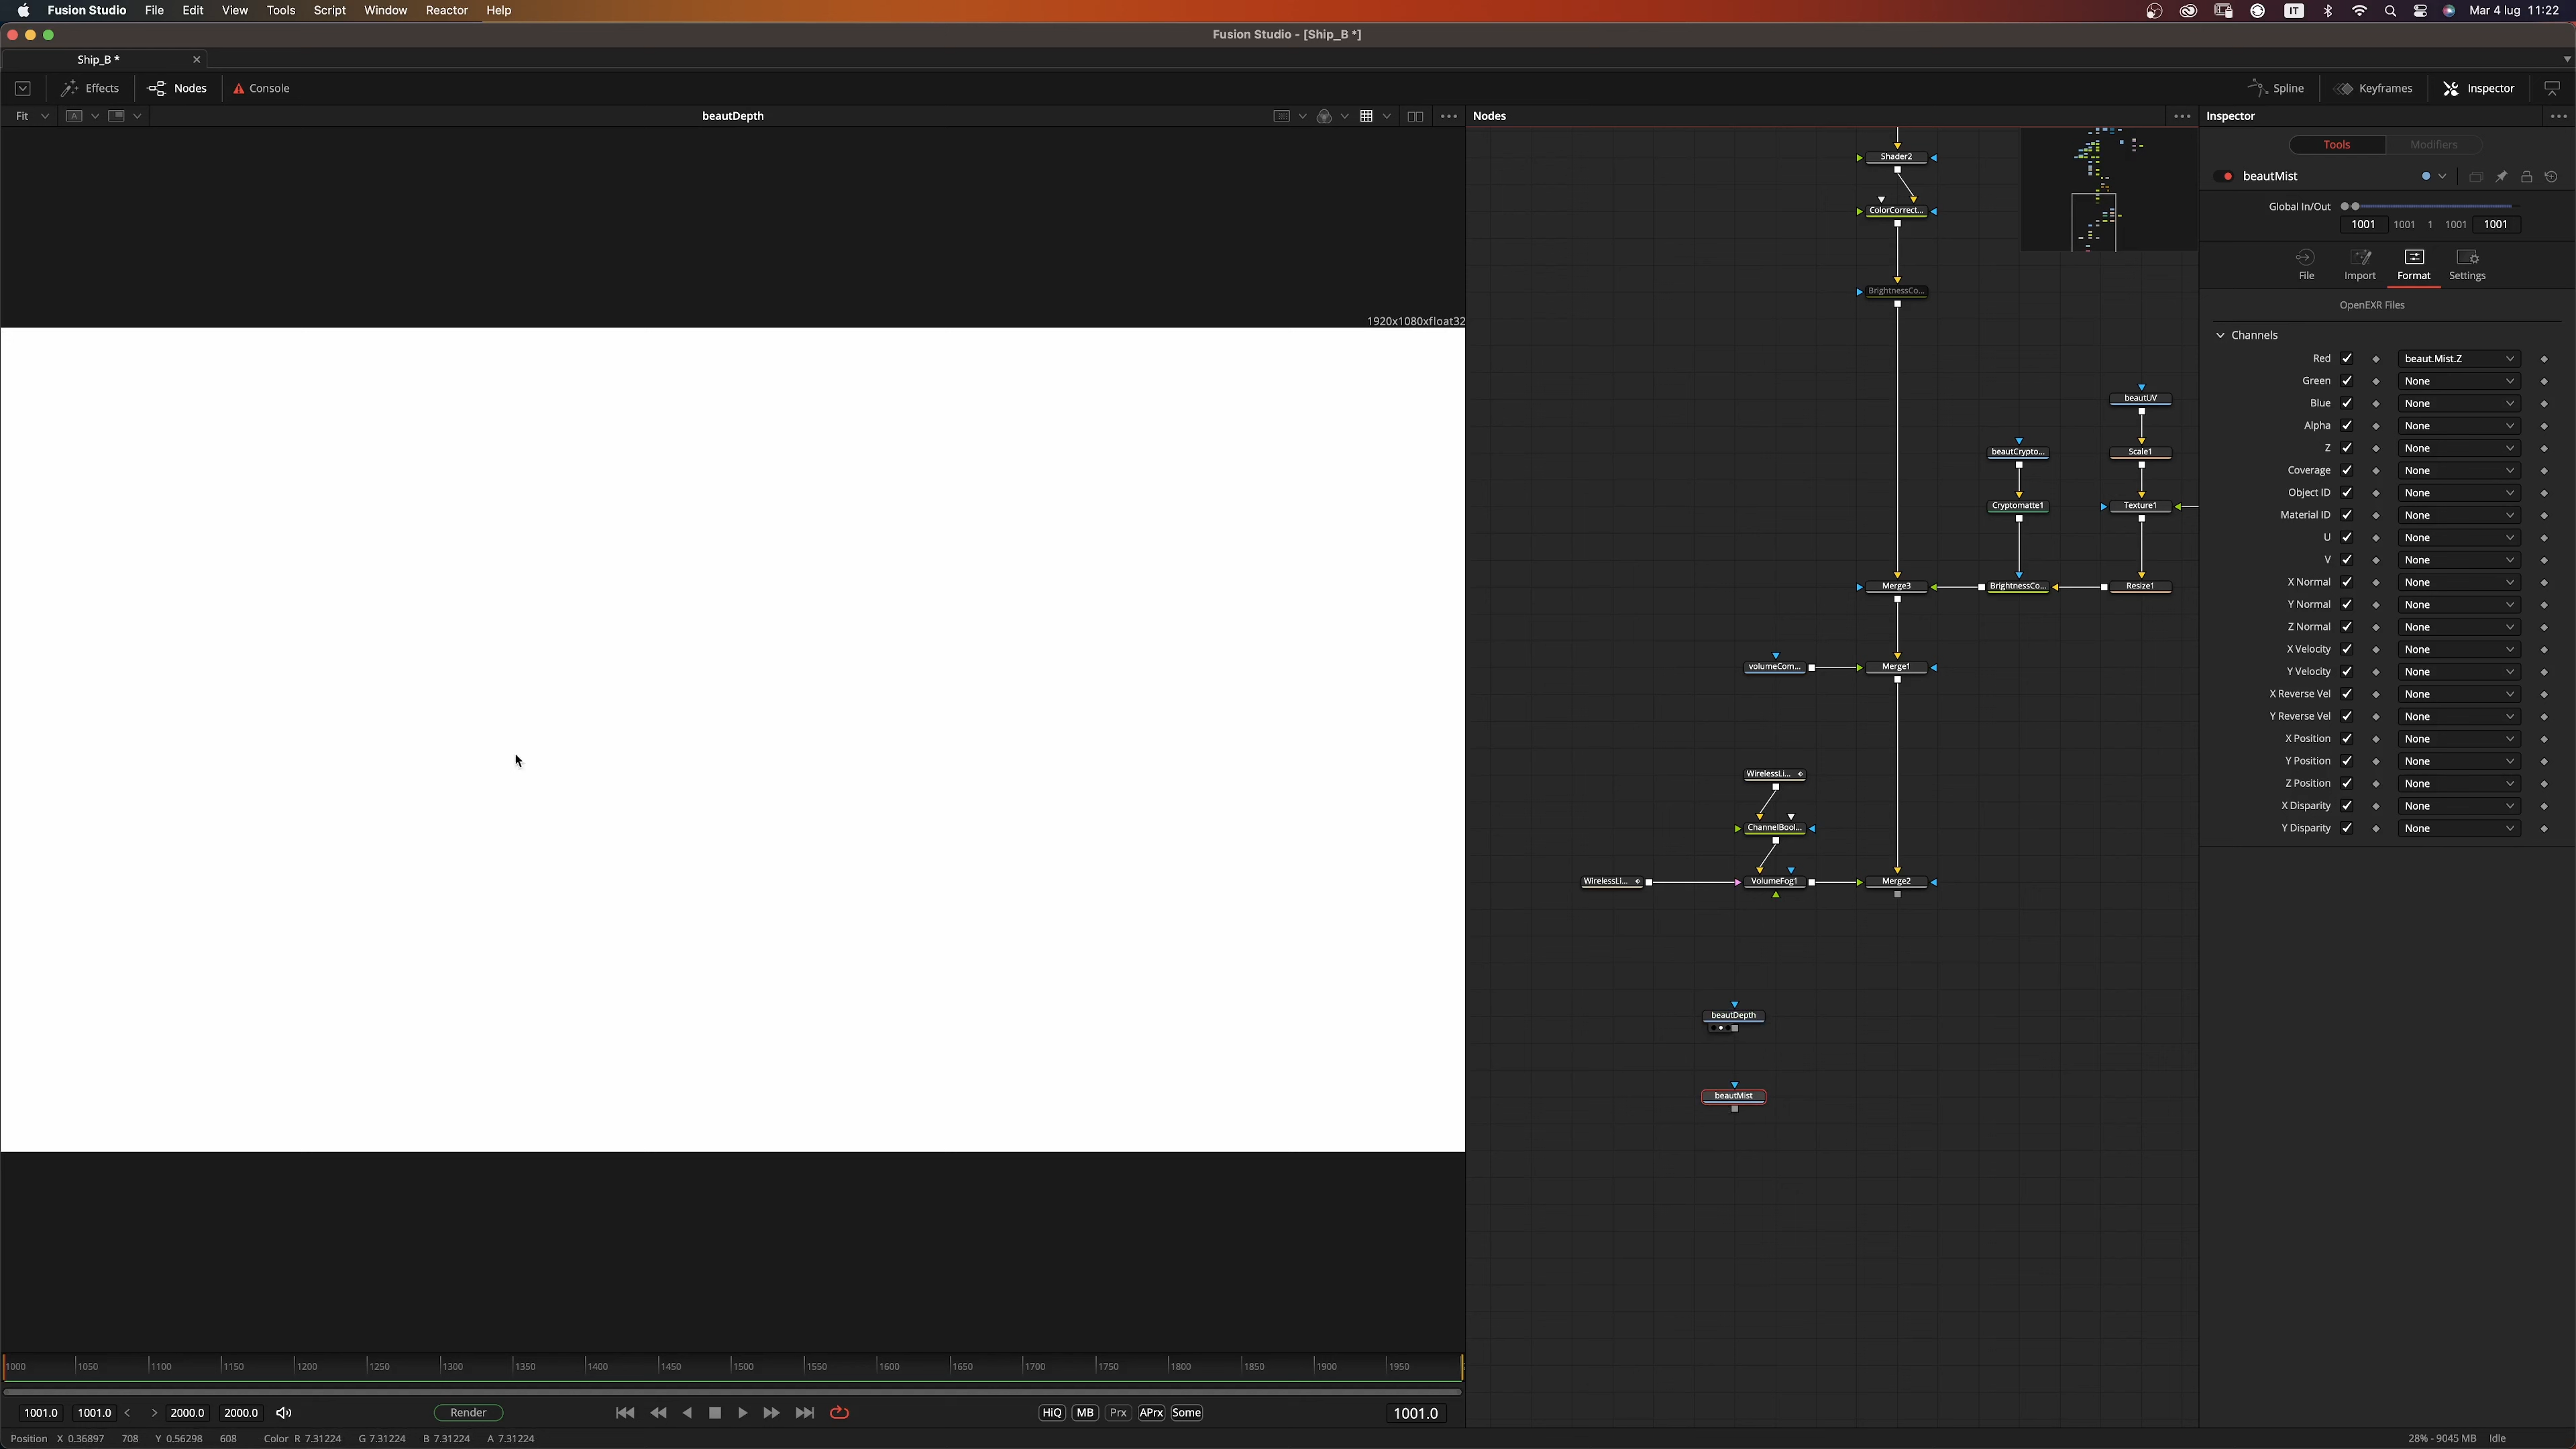 Fusion Studio File Edit View Tools Script Window Reactor Help IT Mar 4 lug 11:22
Fusion Studio - [Ship_B *]
Ship_B *
Effects Nodes Console Spline Keyframes Inspector
Fit A beautDepth Nodes Inspector
Tools Modifiers
beautMist
Global In/Out
1001 1001 1 1001 1001
File Import Format Settings
OpenEXR Files
Channels
Red beaut.Mist.Z
Green None
Blue None
Alpha None
Z None
Coverage None
Object ID None
Material ID None
U None
V None
X Normal None
Y Normal None
Z Normal None
X Velocity None
Y Velocity None
X Reverse Vel None
Y Reverse Vel None
X Position None
Y Position None
Z Position None
X Disparity None
Y Disparity None
1920x1080xfloat32
Shader2
ColorCorrect...
BrightnessCo...
beautUV
beautCrypto... Scale1
Cryptomatte1 Texture1
Merge3 BrightnessCo... Resize1
volumeCom... Merge1
WirelessLi...
ChannelBool...
WirelessLi... VolumeFog1 Merge2
beautDepth
beautMist
1000 1050 1100 1150 1200 1250 1300 1350 1400 1450 1500 1550 1600 1650 1700 1750 1800 1850 1900 1950
1001.0 1001.0 < > 2000.0 2000.0 Render HiQ MB Prx APrx Some 1001.0
Position X 0.36897 708 Y 0.56298 608 Color R 7.31224 G 7.31224 B 7.31224 A 7.31224 28% - 9045 MB Idle